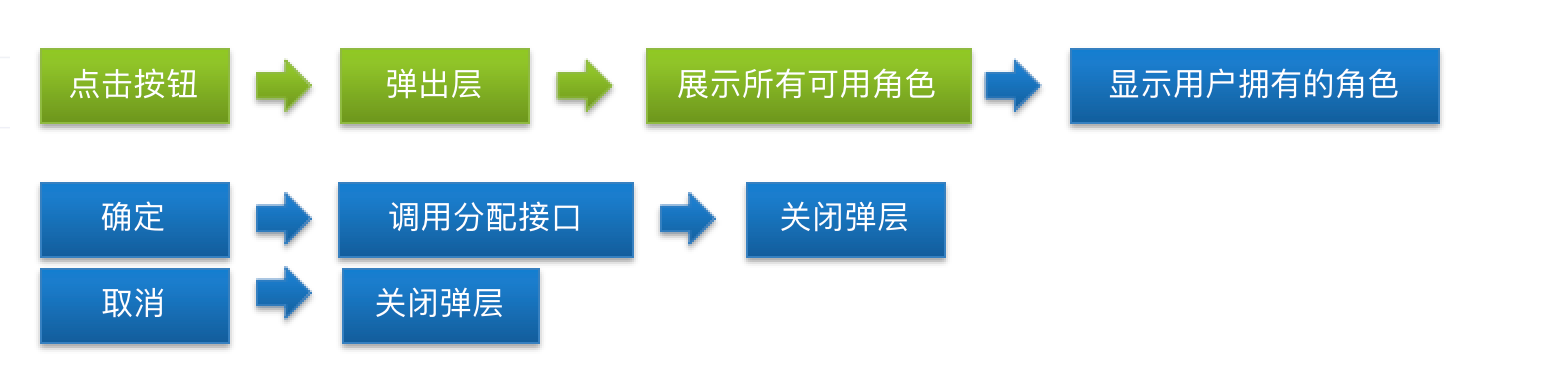 点击按钮
弹出层
展示所有可用角色
显示用户拥有的角色
确定
调用分配接口
关闭弹层
取消
关闭弹层